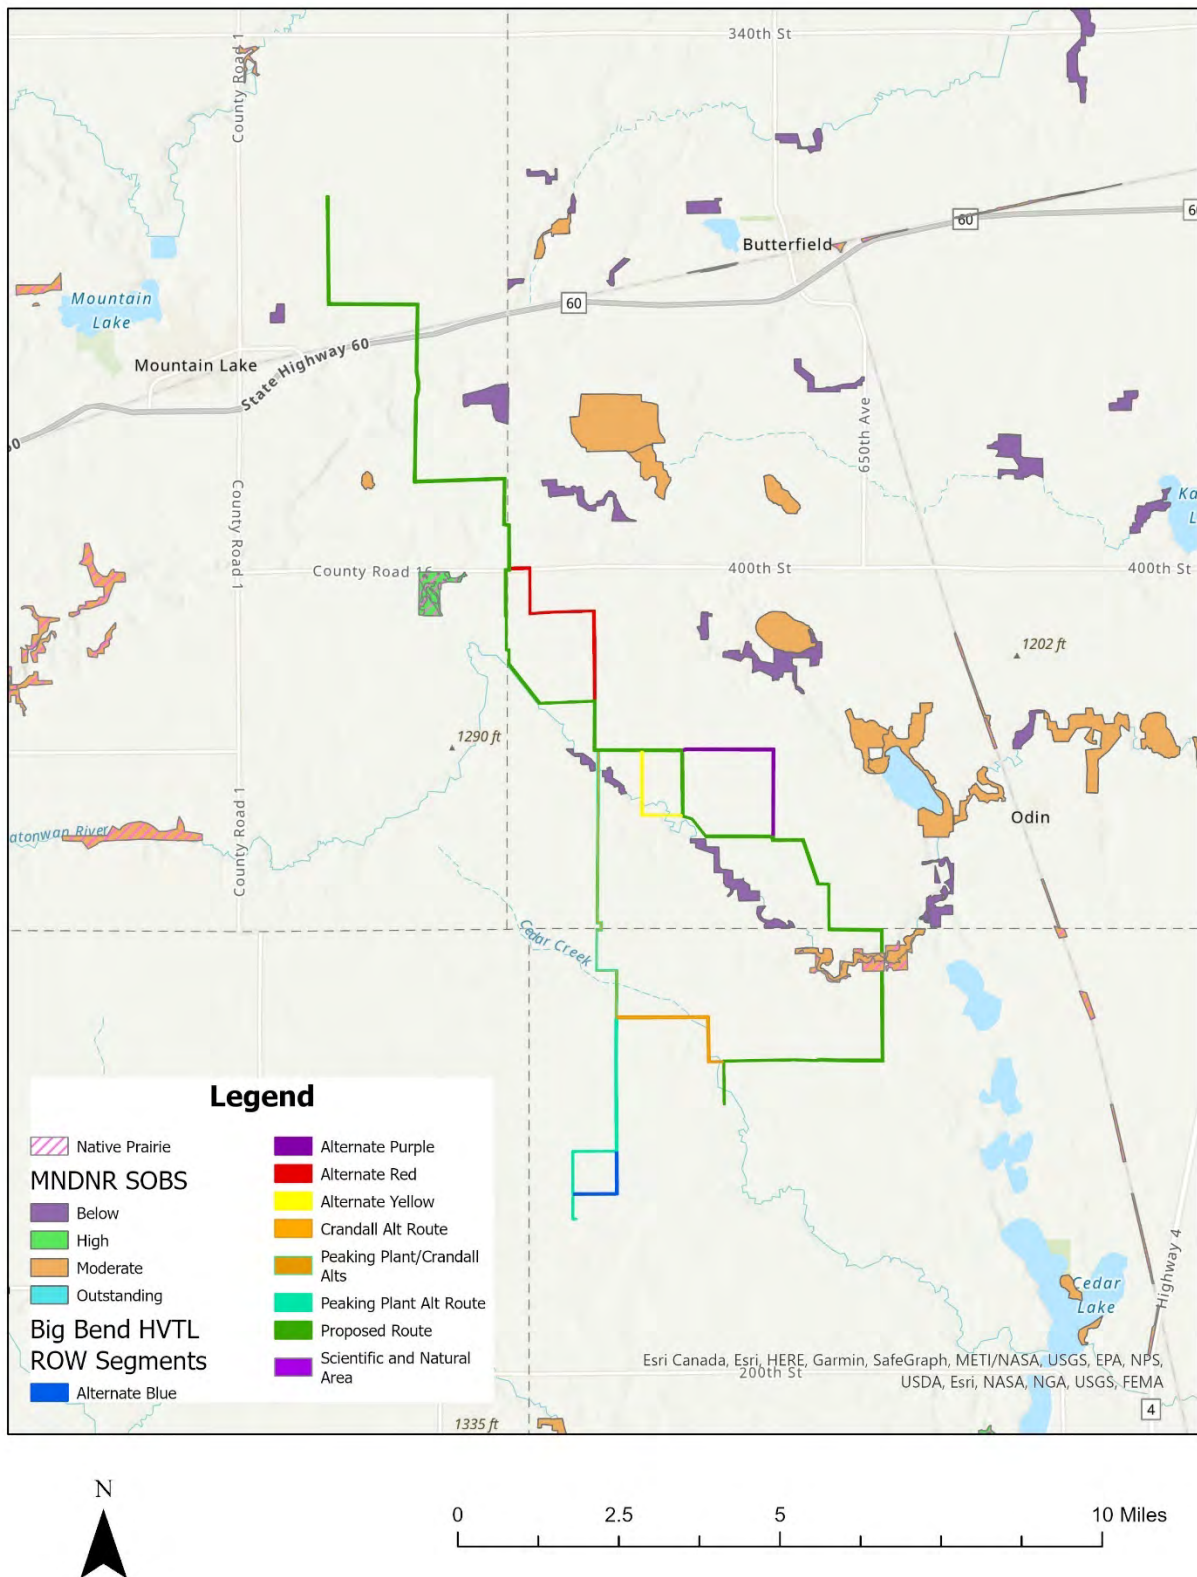 340th St
County Road 1
60
60
Butterfield
Mountain
Lake
60
Mountain Lake
State Highway 60
60
650th Ave
Ka
L
County Road 1
County Road 16
400th St
400th St
1202 ft
1290 ft
Odin
atonwan River
County Road 1
Cedar Creek
Legend
Native Prairie
MNDNR SOBS
Below
High
Moderate
Outstanding
Big Bend HVTL
ROW Segments
Alternate Blue
Alternate Purple
Alternate Red
Alternate Yellow
Crandall Alt Route
Peaking Plant/Crandall
Alts
Peaking Plant Alt Route
Proposed Route
Scientific and Natural
Area
Highway 4
Cedar
Lake
Esri Canada, Esri, HERE, Garmin, SafeGraph, METI/NASA, USGS, EPA, NPS,
200th St
USDA, Esri, NASA, NGA, USGS, FEMA
4
1335 ft
N
0 2.5 5 10 Miles